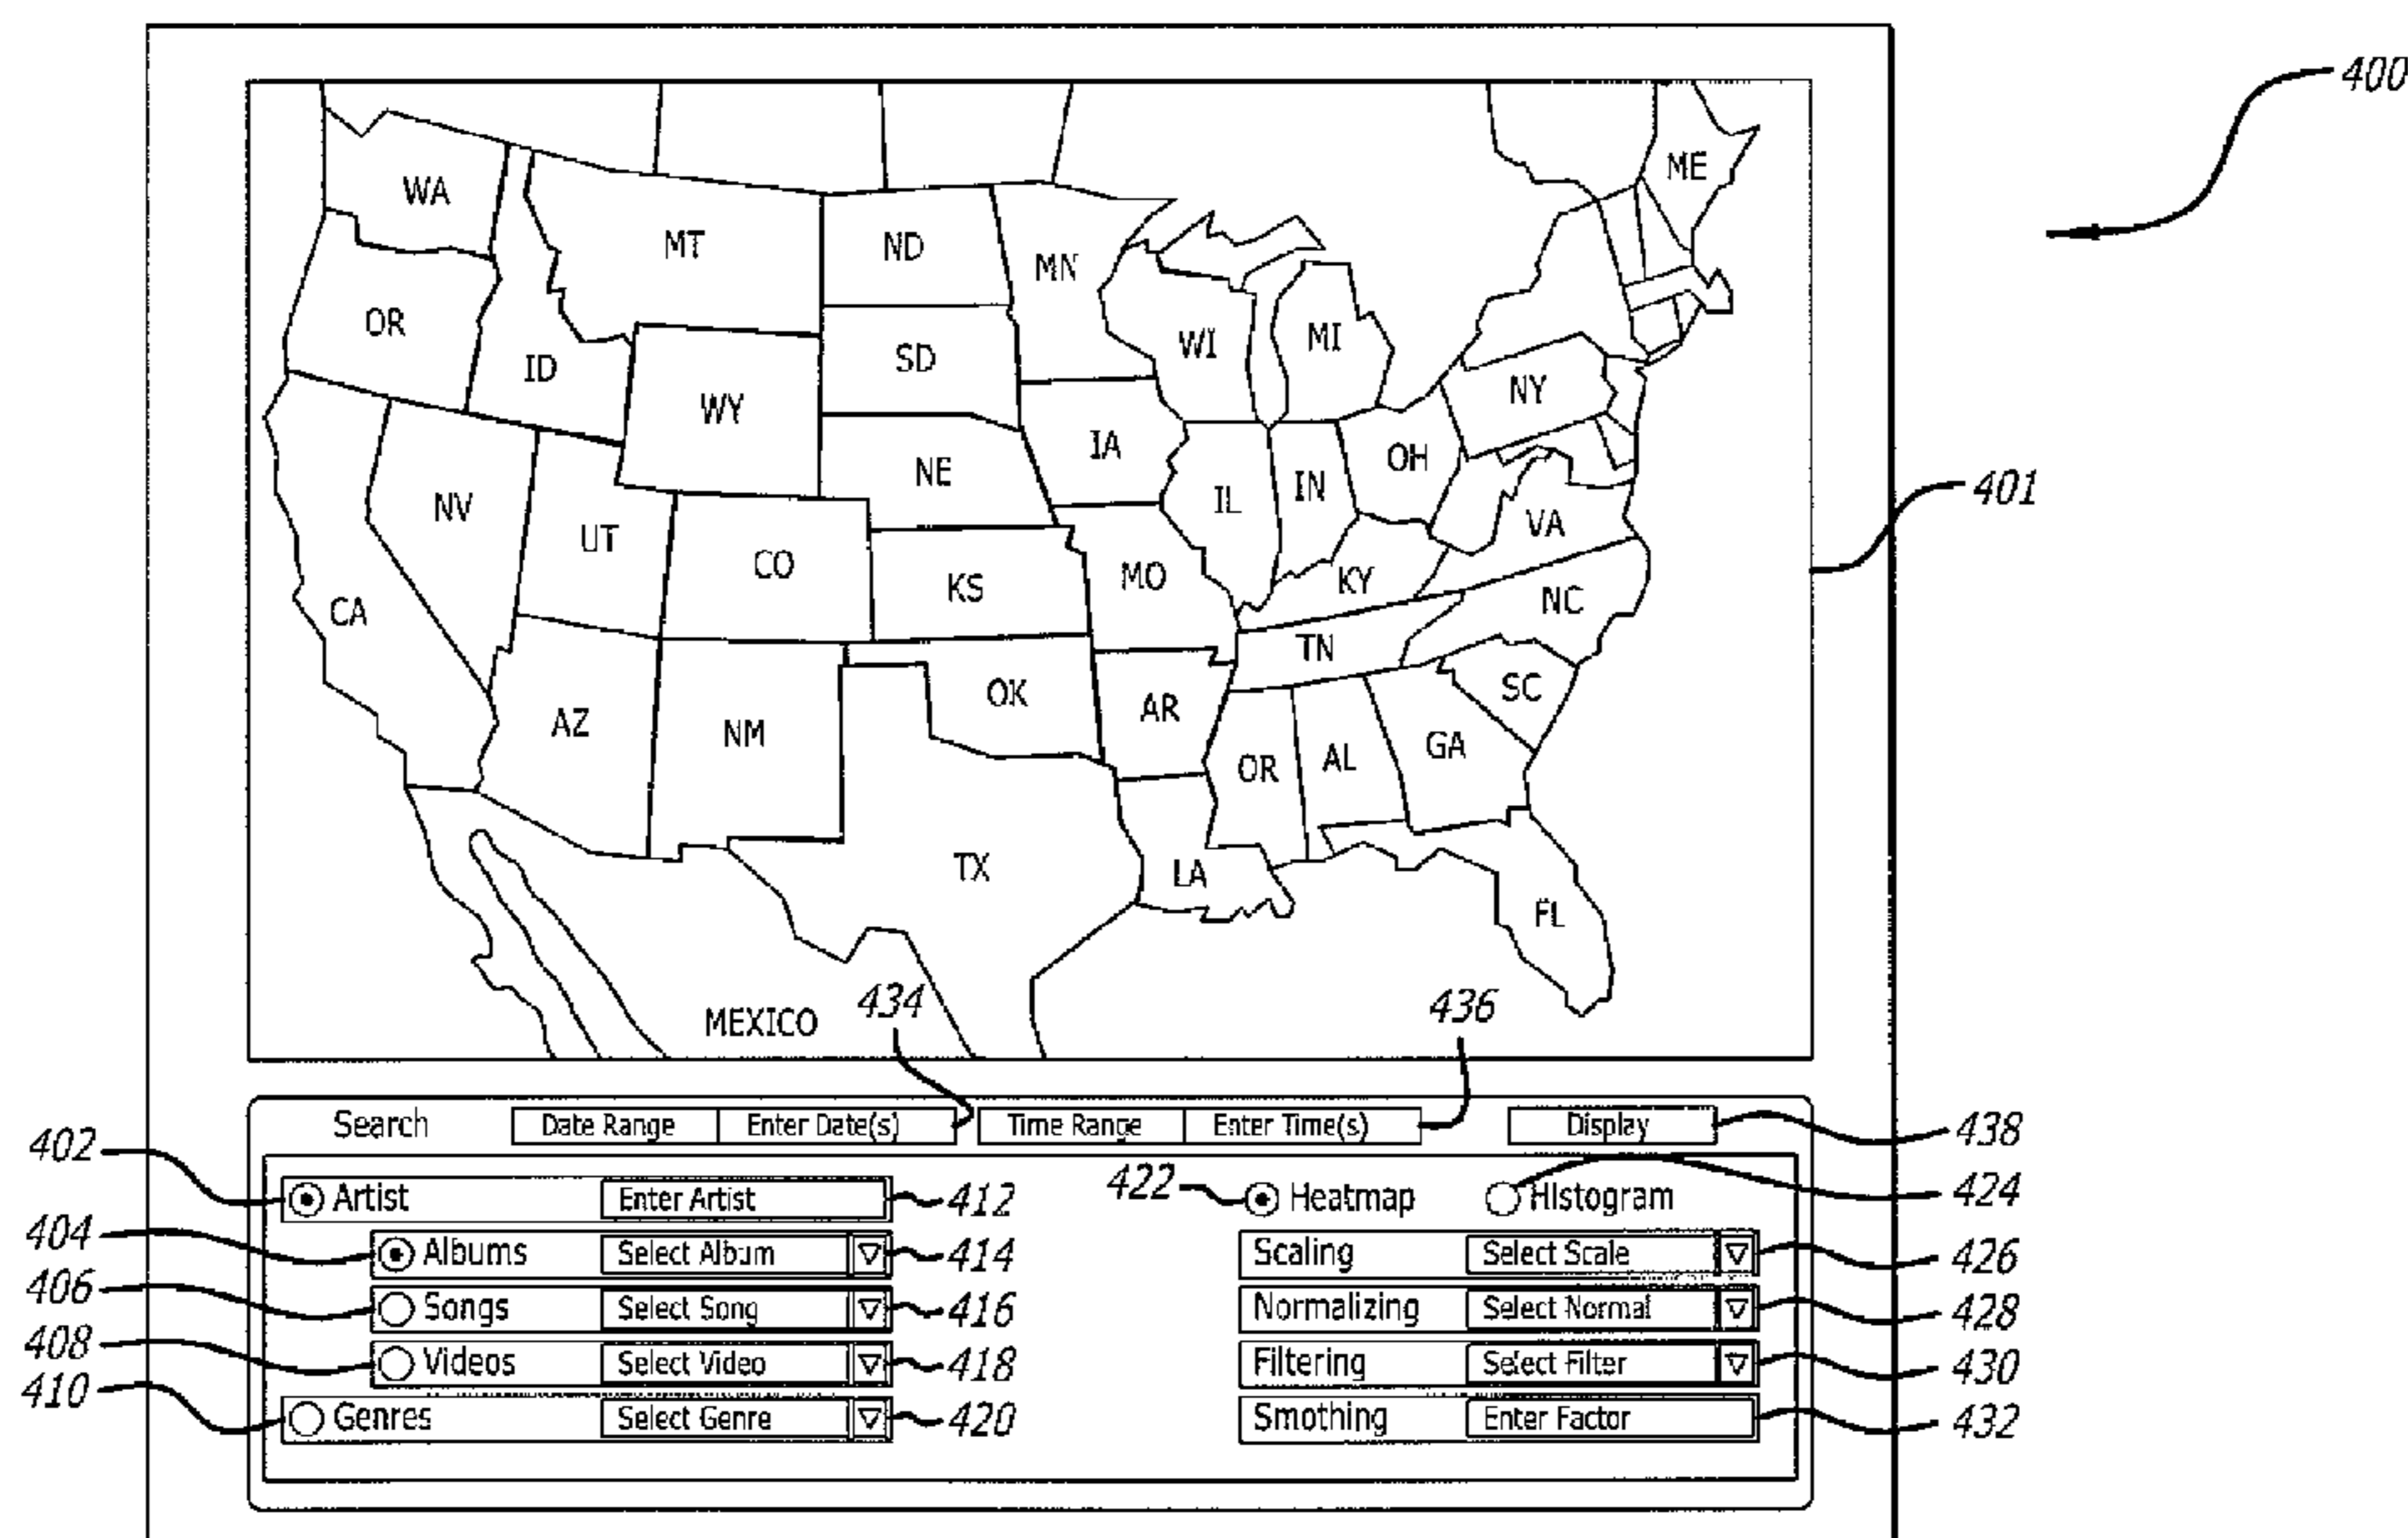 400
ME
WA
MT
ND
MN
OR
WI
MI
ID
SD
NY
WY
IA
OH
NE
IN
401
NV
IL
VA
UT
CO
MO
KY
KS
NC
CA
TN
OK
SC
AR
AZ
NM
GA
OR
AL
TX
LA
FL
434
436
MEXICO
Search
Date Range
Enter Date(s)
Time Range
Enter Time(s)
Display
438
402
Artist
Enter Artist
412
422
Heatmap
HIstogram
424
404
Albums
Select Album
414
Scaling
Select Scale
426
406
Songs
Select Song
416
Normalizing
Select Normal
428
408
Videos
Select Video
418
Filtering
Select Filter
430
410
Genres
Select Genre
420
Smothing
Enter Factor
432